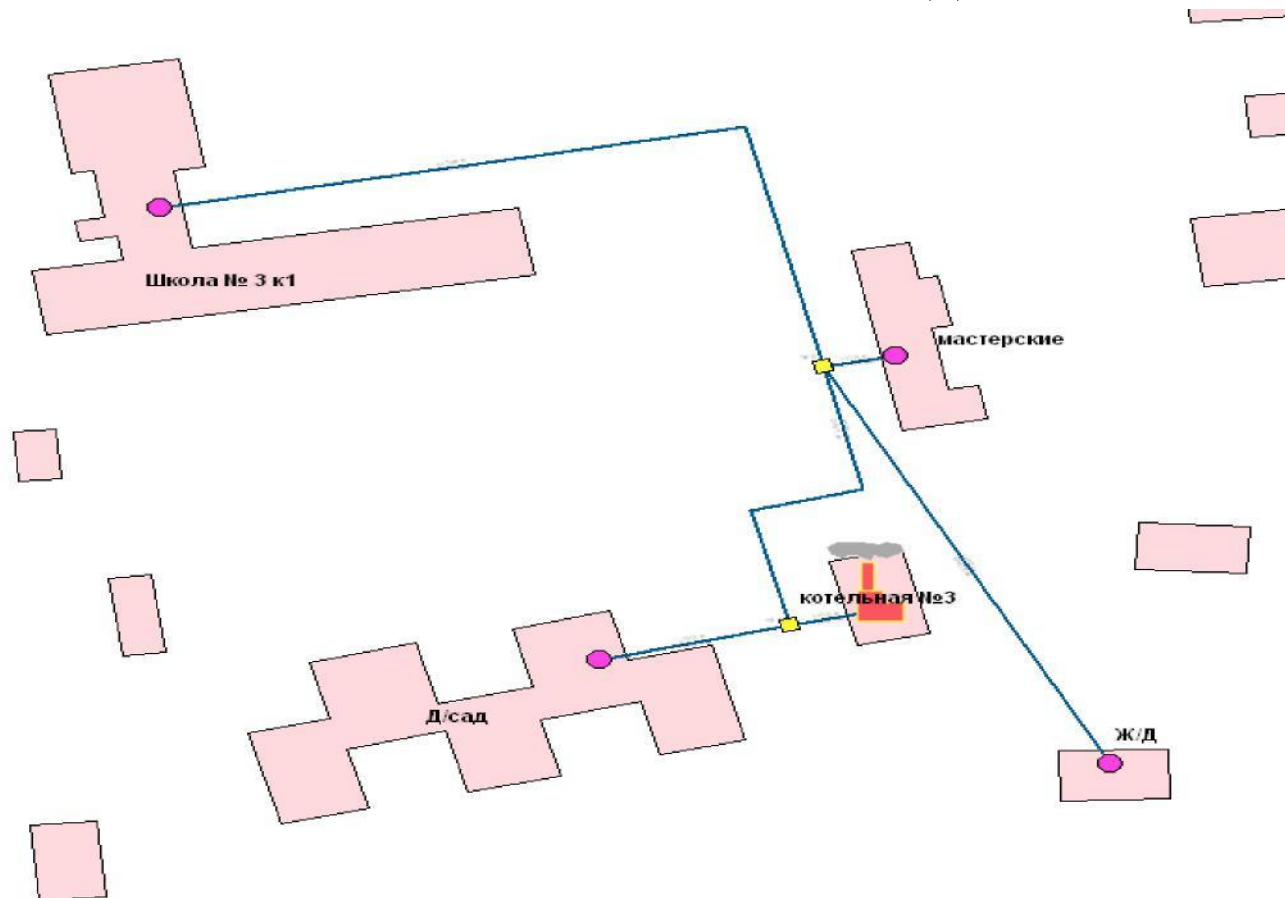 Школа № 3 к1
мастерские
котельная №3
Д/сад
Ж/Д